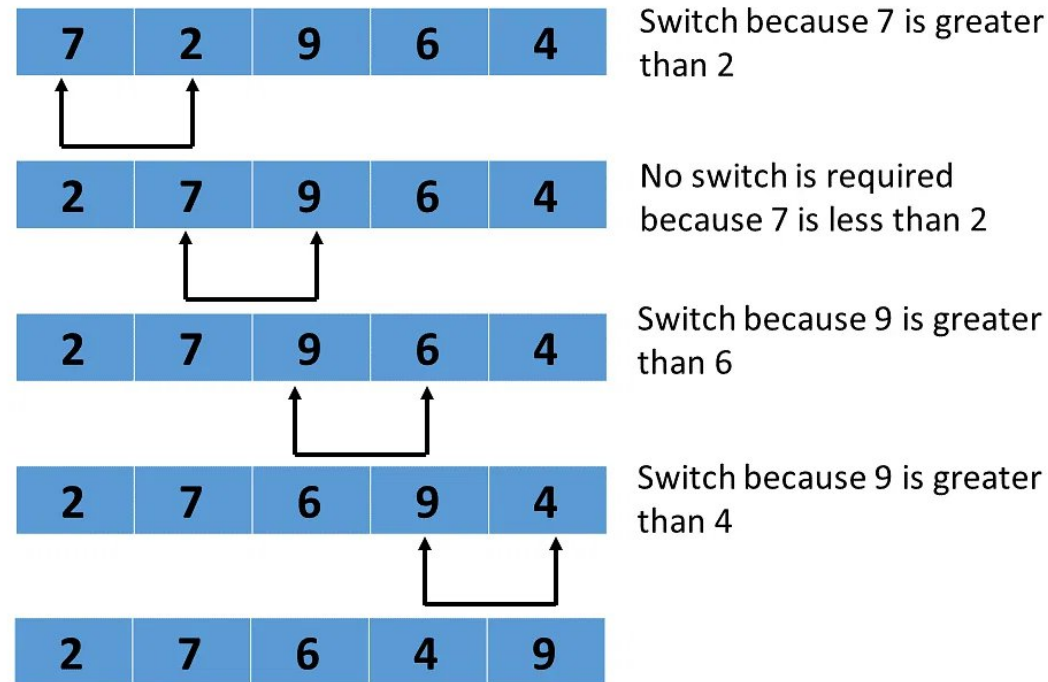 7 2 9 6 4
Switch because 7 is greater
than 2
2 7 9 6 4
No switch is required
because 7 is less than 2
2 7 9 6 4
Switch because 9 is greater
than 6
2 7 6 9 4
Switch because 9 is greater
than 4
2 7 6 4 9